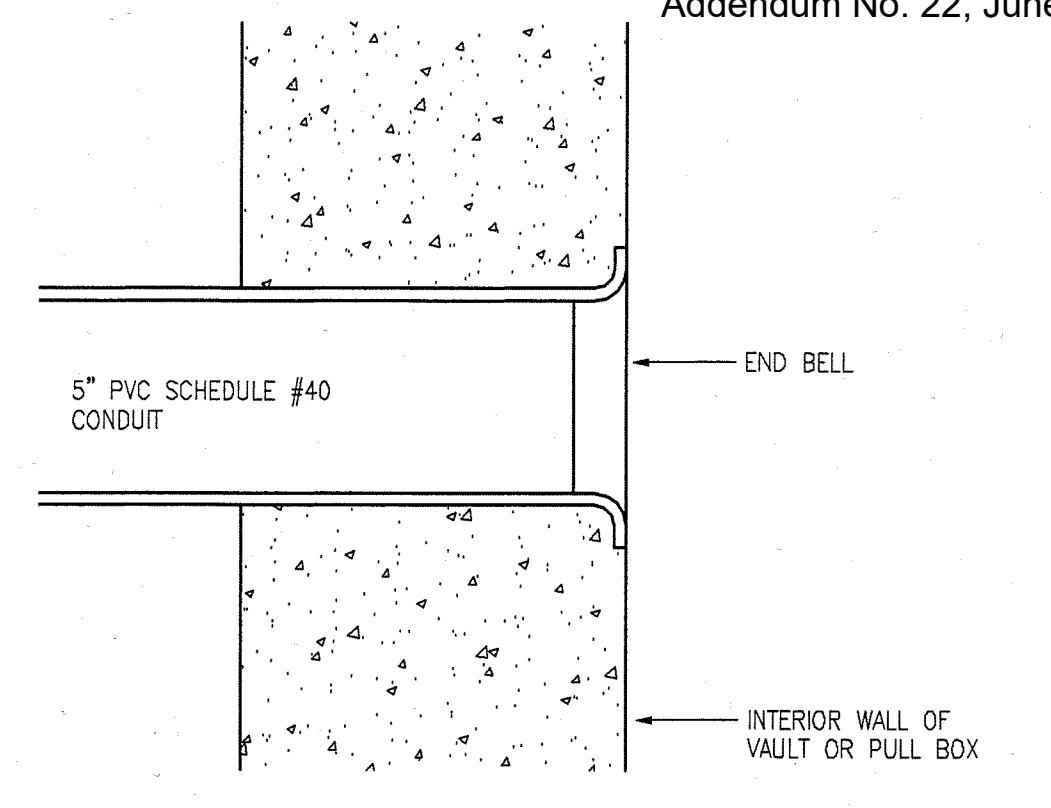 Addendum No. 22, June
END BELL
5" PVC SCHEDULE #40
CONDUIT
INTERIOR WALL OF
VAULT OR PULL BOX